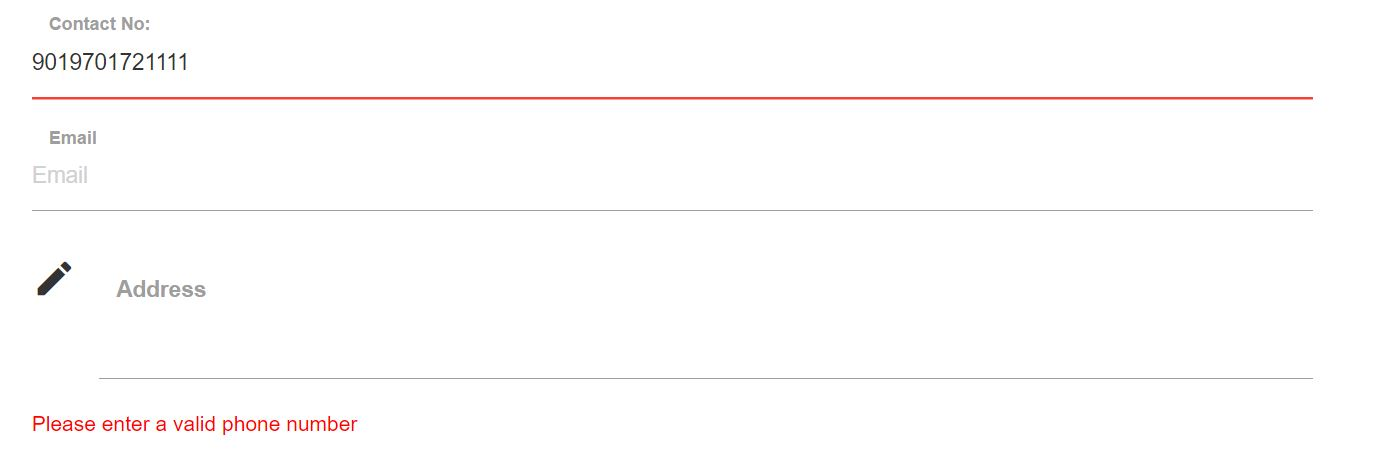 Contact No:
9019701721111
Email
Email
Address
Please enter a valid phone number